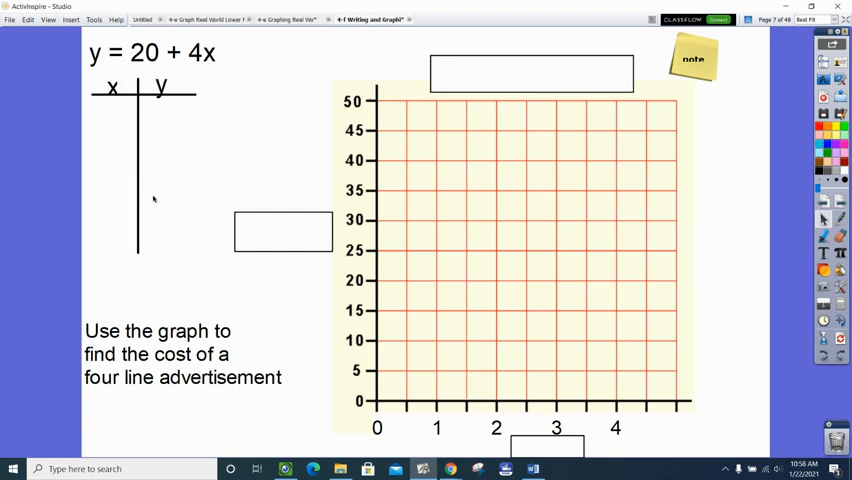 ActivInspire - Studio
File Edit View Insert Tools Help
Untitled
4-e Graph Real World Linear F
4-e Graphing Real Wo*
4-f Writing and Graphi*
CLASSFLOW
Connect
Page 7 of 48
Best Fit
y = 20 + 4x
x y
note
50
45
40
35
30
25
20
15
10
5
0
0 1 2 3 4
Use the graph to
find the cost of a
four line advertisement
Type here to search
10:58 AM
1/22/2021